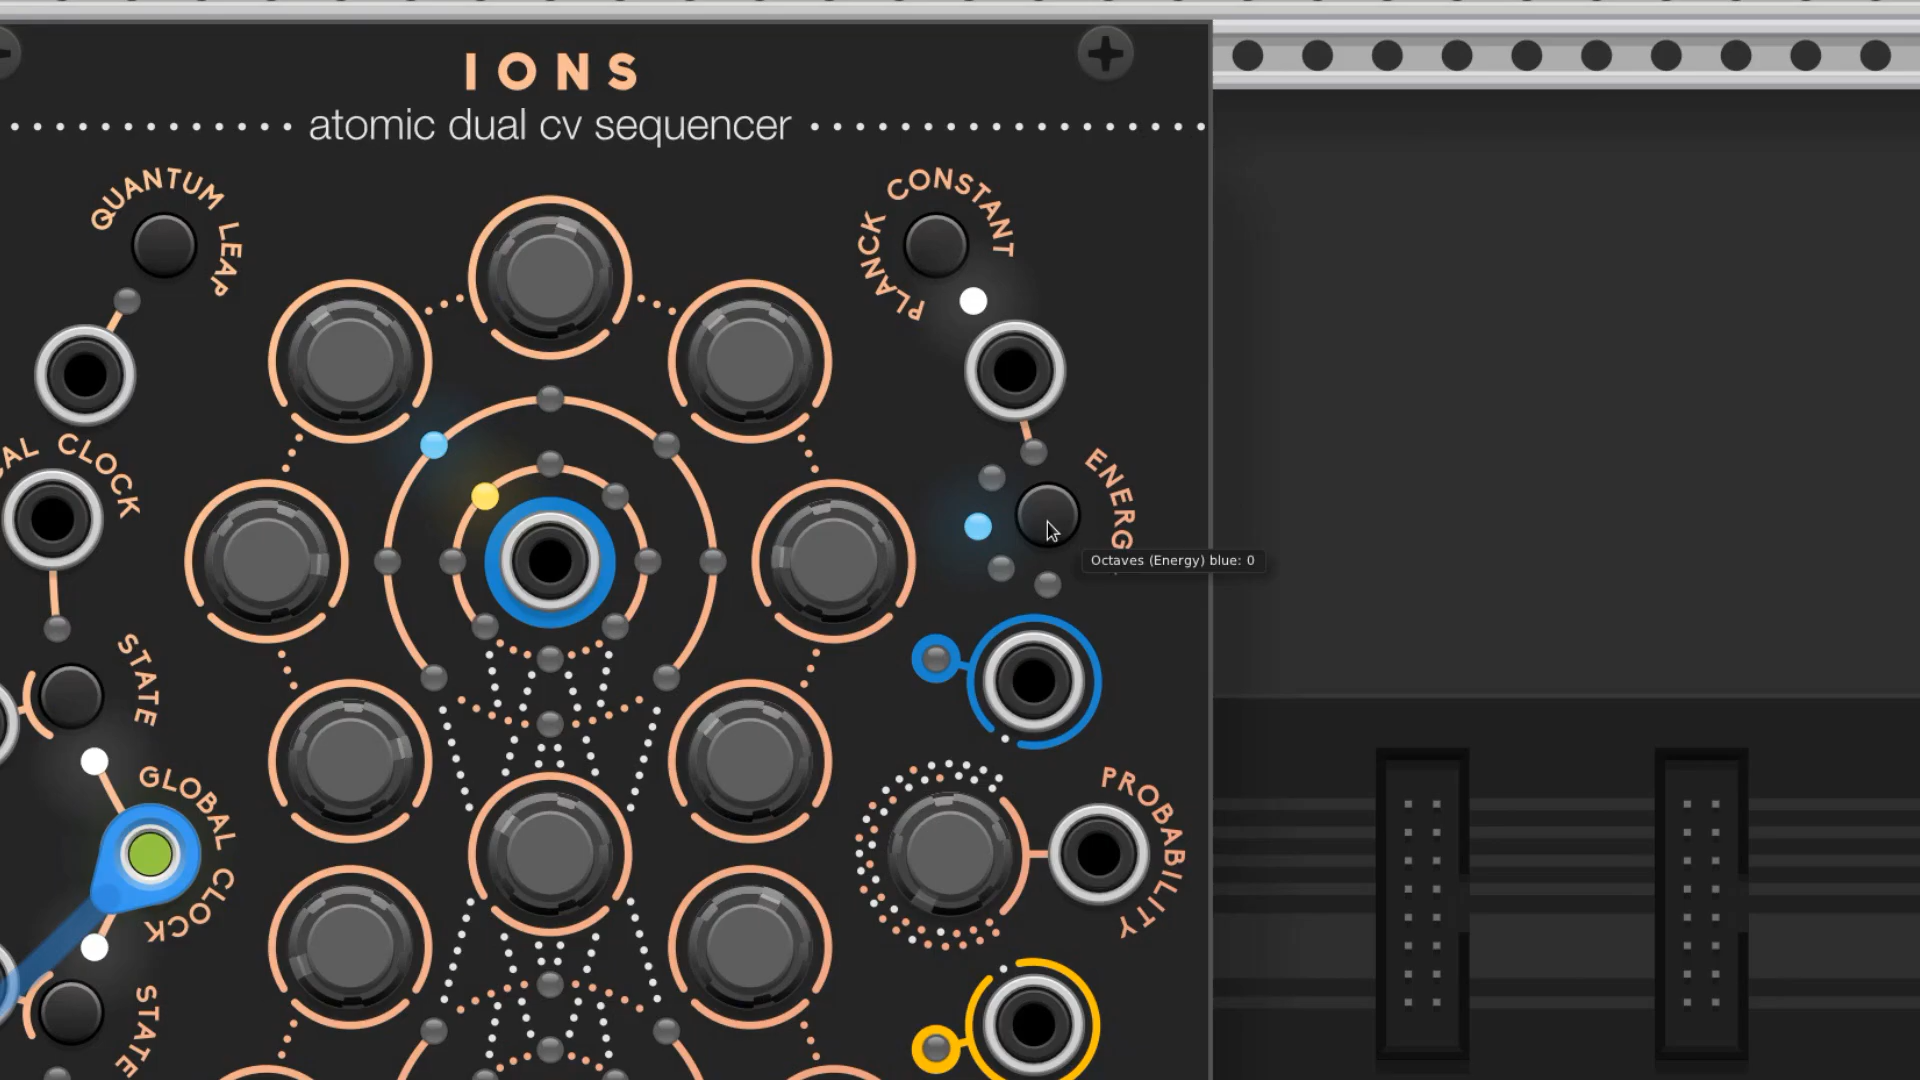 IONS
atomic dual cv sequencer
QUANTUM LEAP
PLANCK CONSTANT
CLOCK
STATE
GLOBAL CLOCK
STATE
Octaves (Energy) blue: 0
PROBABILITY